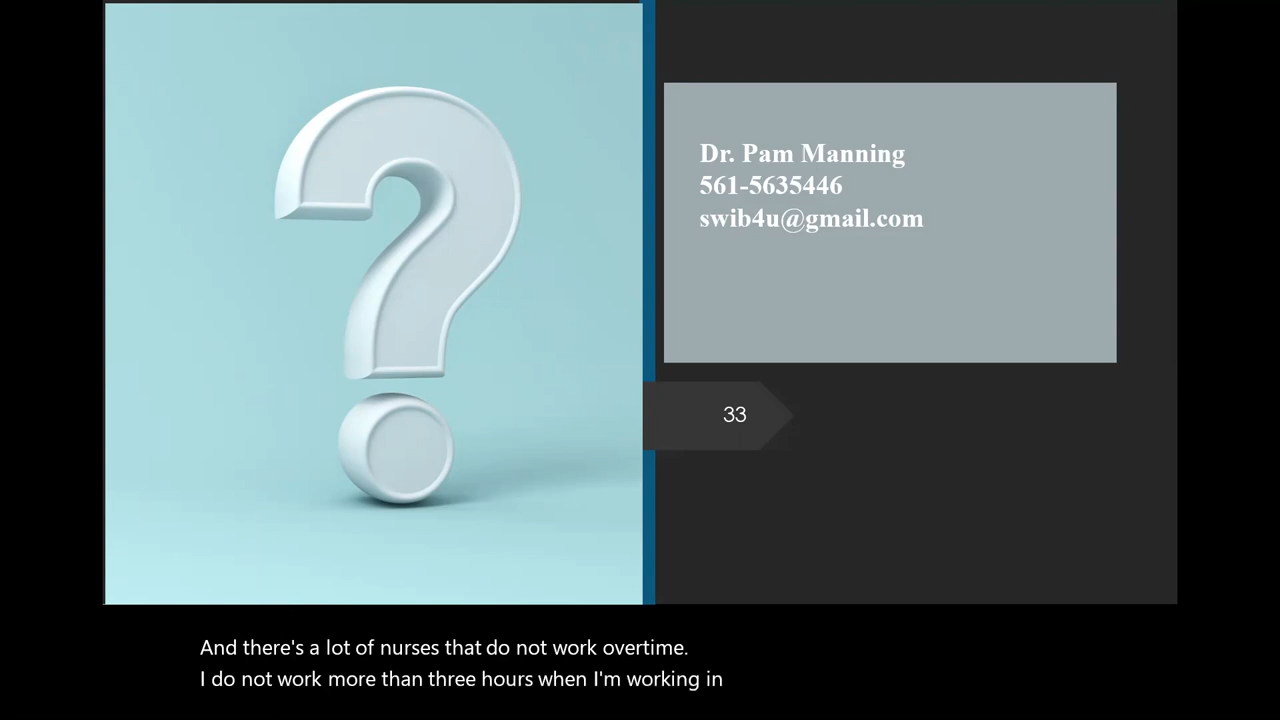 Dr. Pam Manning
561-5635446
swib4u@gmail.com
33
And there's a lot of nurses that do not work overtime.
I do not work more than three hours when I'm working in